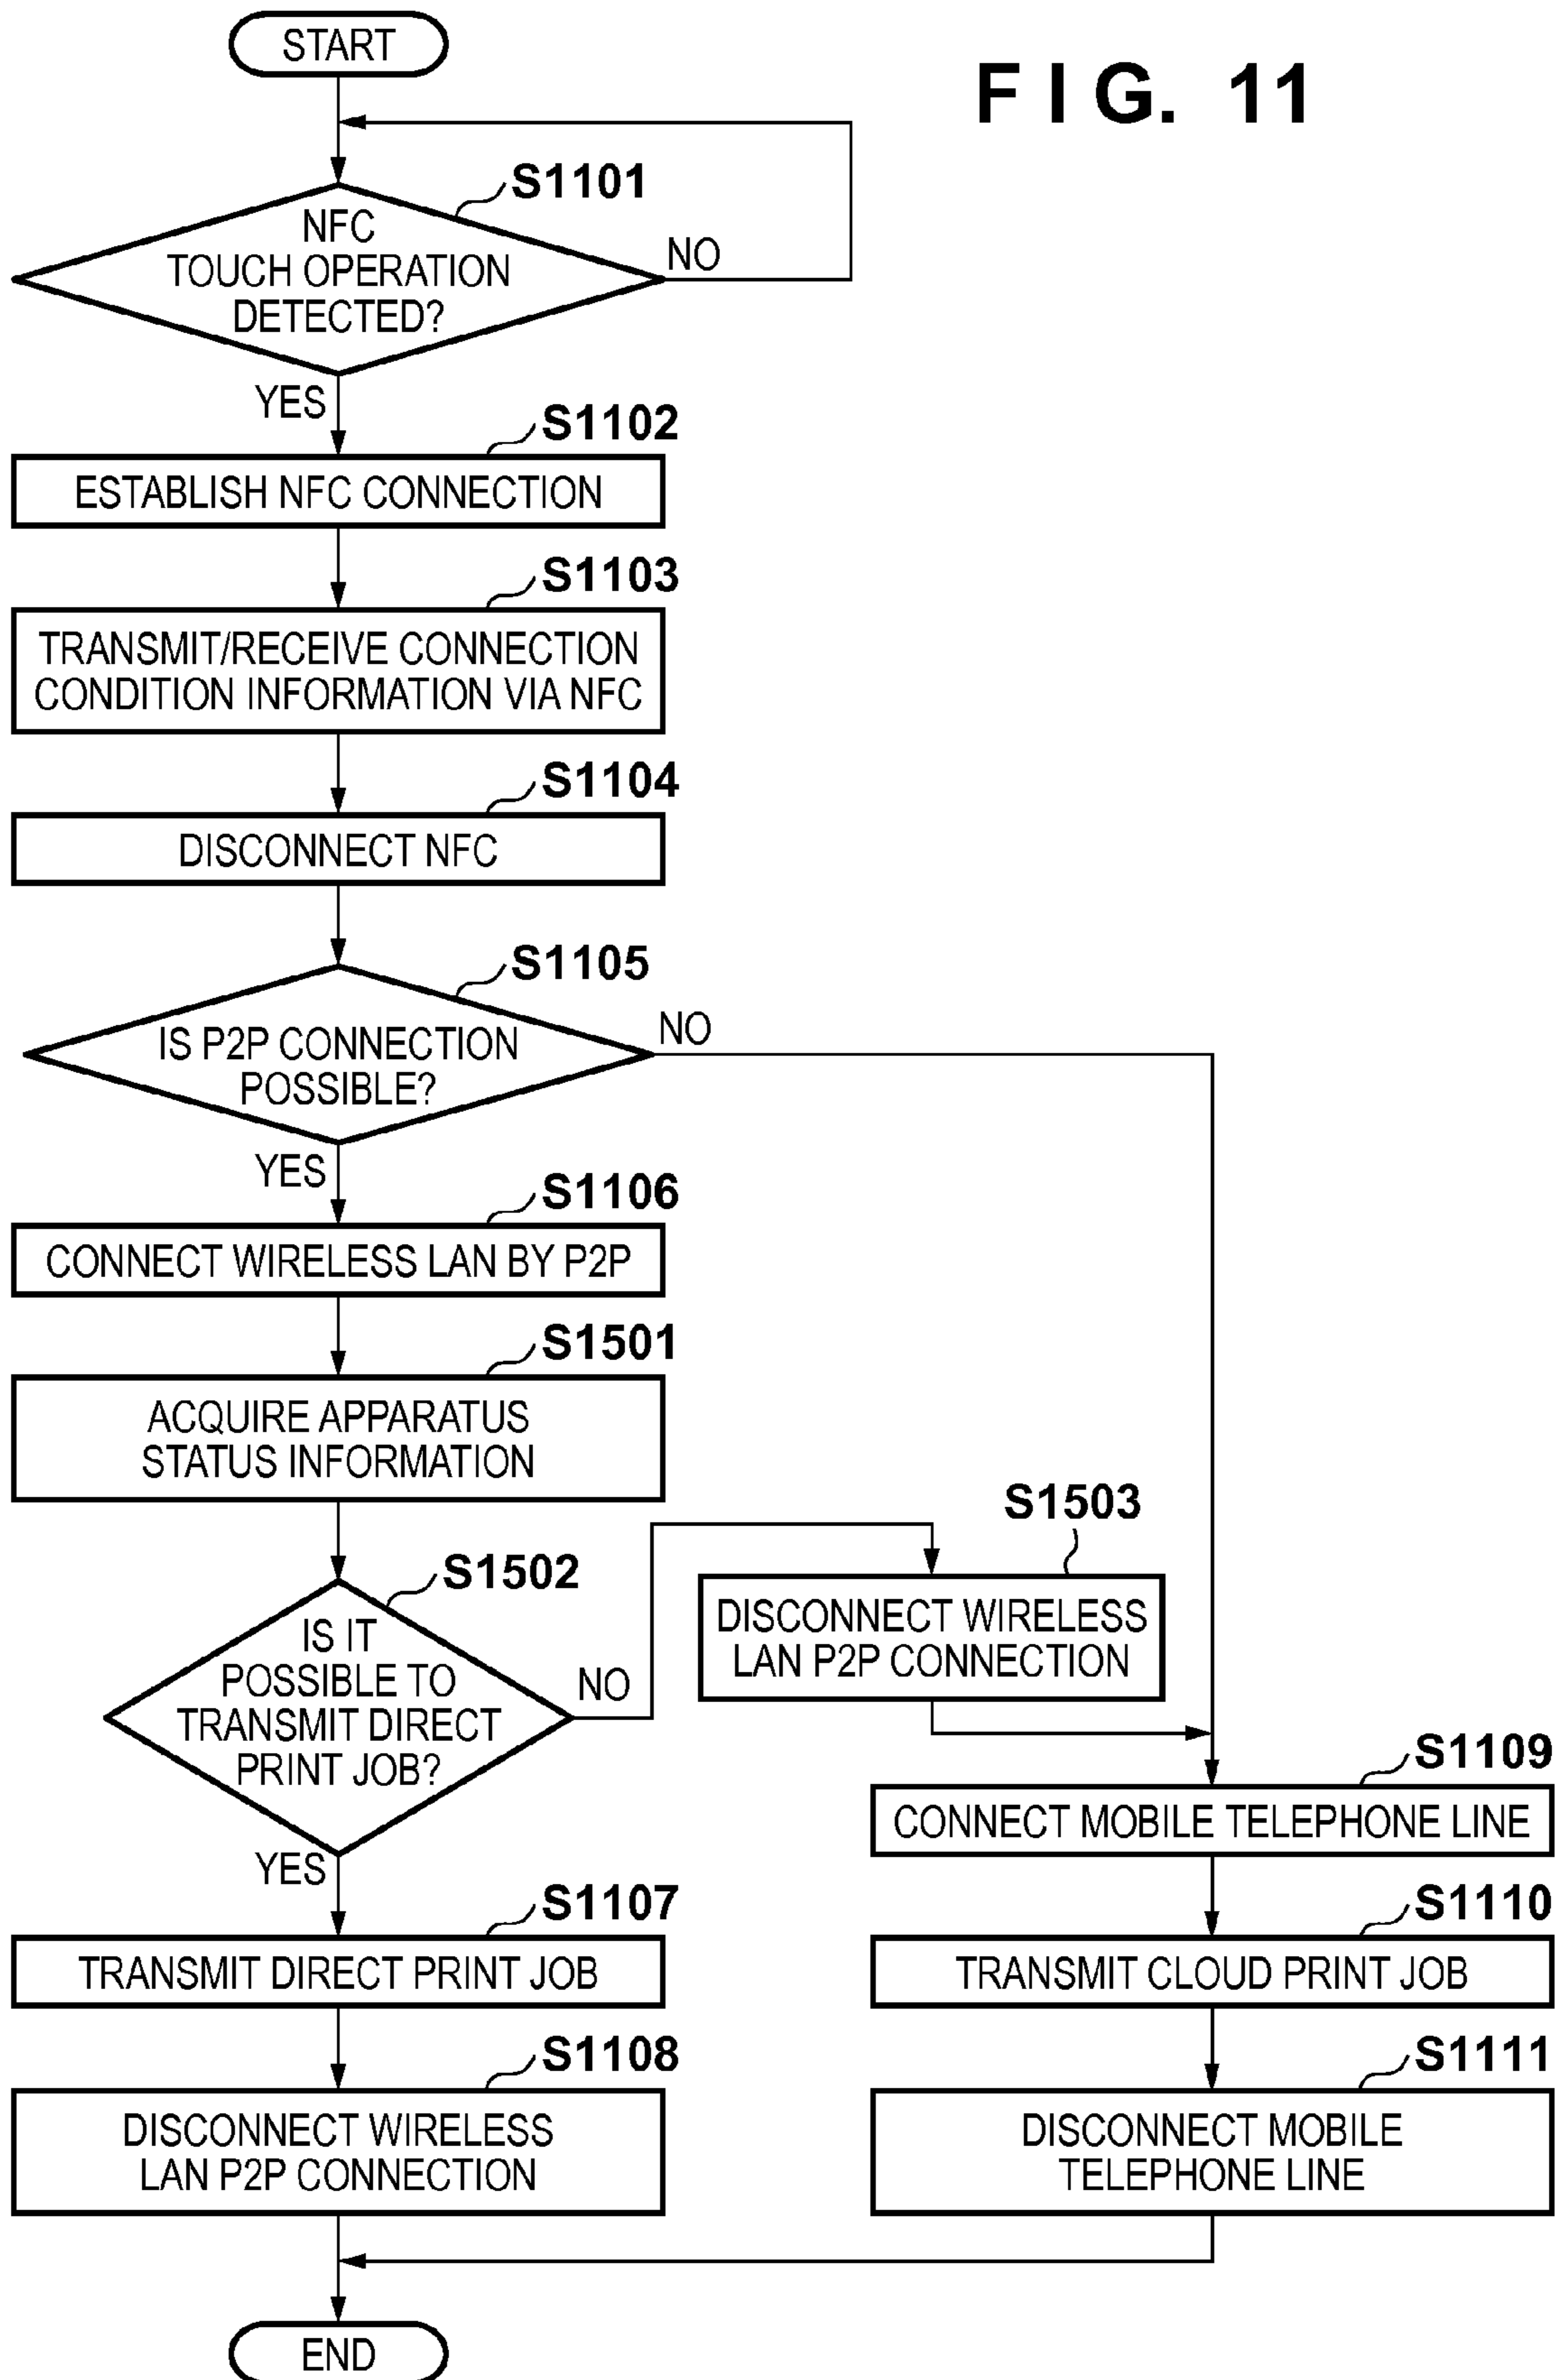 START
FIG. 11
S1101
NFC
TOUCH OPERATION
DETECTED?
NO
YES
S1102
ESTABLISH NFC CONNECTION
S1103
TRANSMIT/RECEIVE CONNECTION
CONDITION INFORMATION VIA NFC
S1104
DISCONNECT NFC
S1105
IS P2P CONNECTION
POSSIBLE?
NO
YES
S1106
CONNECT WIRELESS LAN BY P2P
S1501
ACQUIRE APPARATUS
STATUS INFORMATION
S1502
IS IT
POSSIBLE TO
TRANSMIT DIRECT
PRINT JOB?
NO
YES
S1503
DISCONNECT WIRELESS
LAN P2P CONNECTION
S1107
TRANSMIT DIRECT PRINT JOB
S1108
DISCONNECT WIRELESS
LAN P2P CONNECTION
S1109
CONNECT MOBILE TELEPHONE LINE
S1110
TRANSMIT CLOUD PRINT JOB
S1111
DISCONNECT MOBILE
TELEPHONE LINE
END